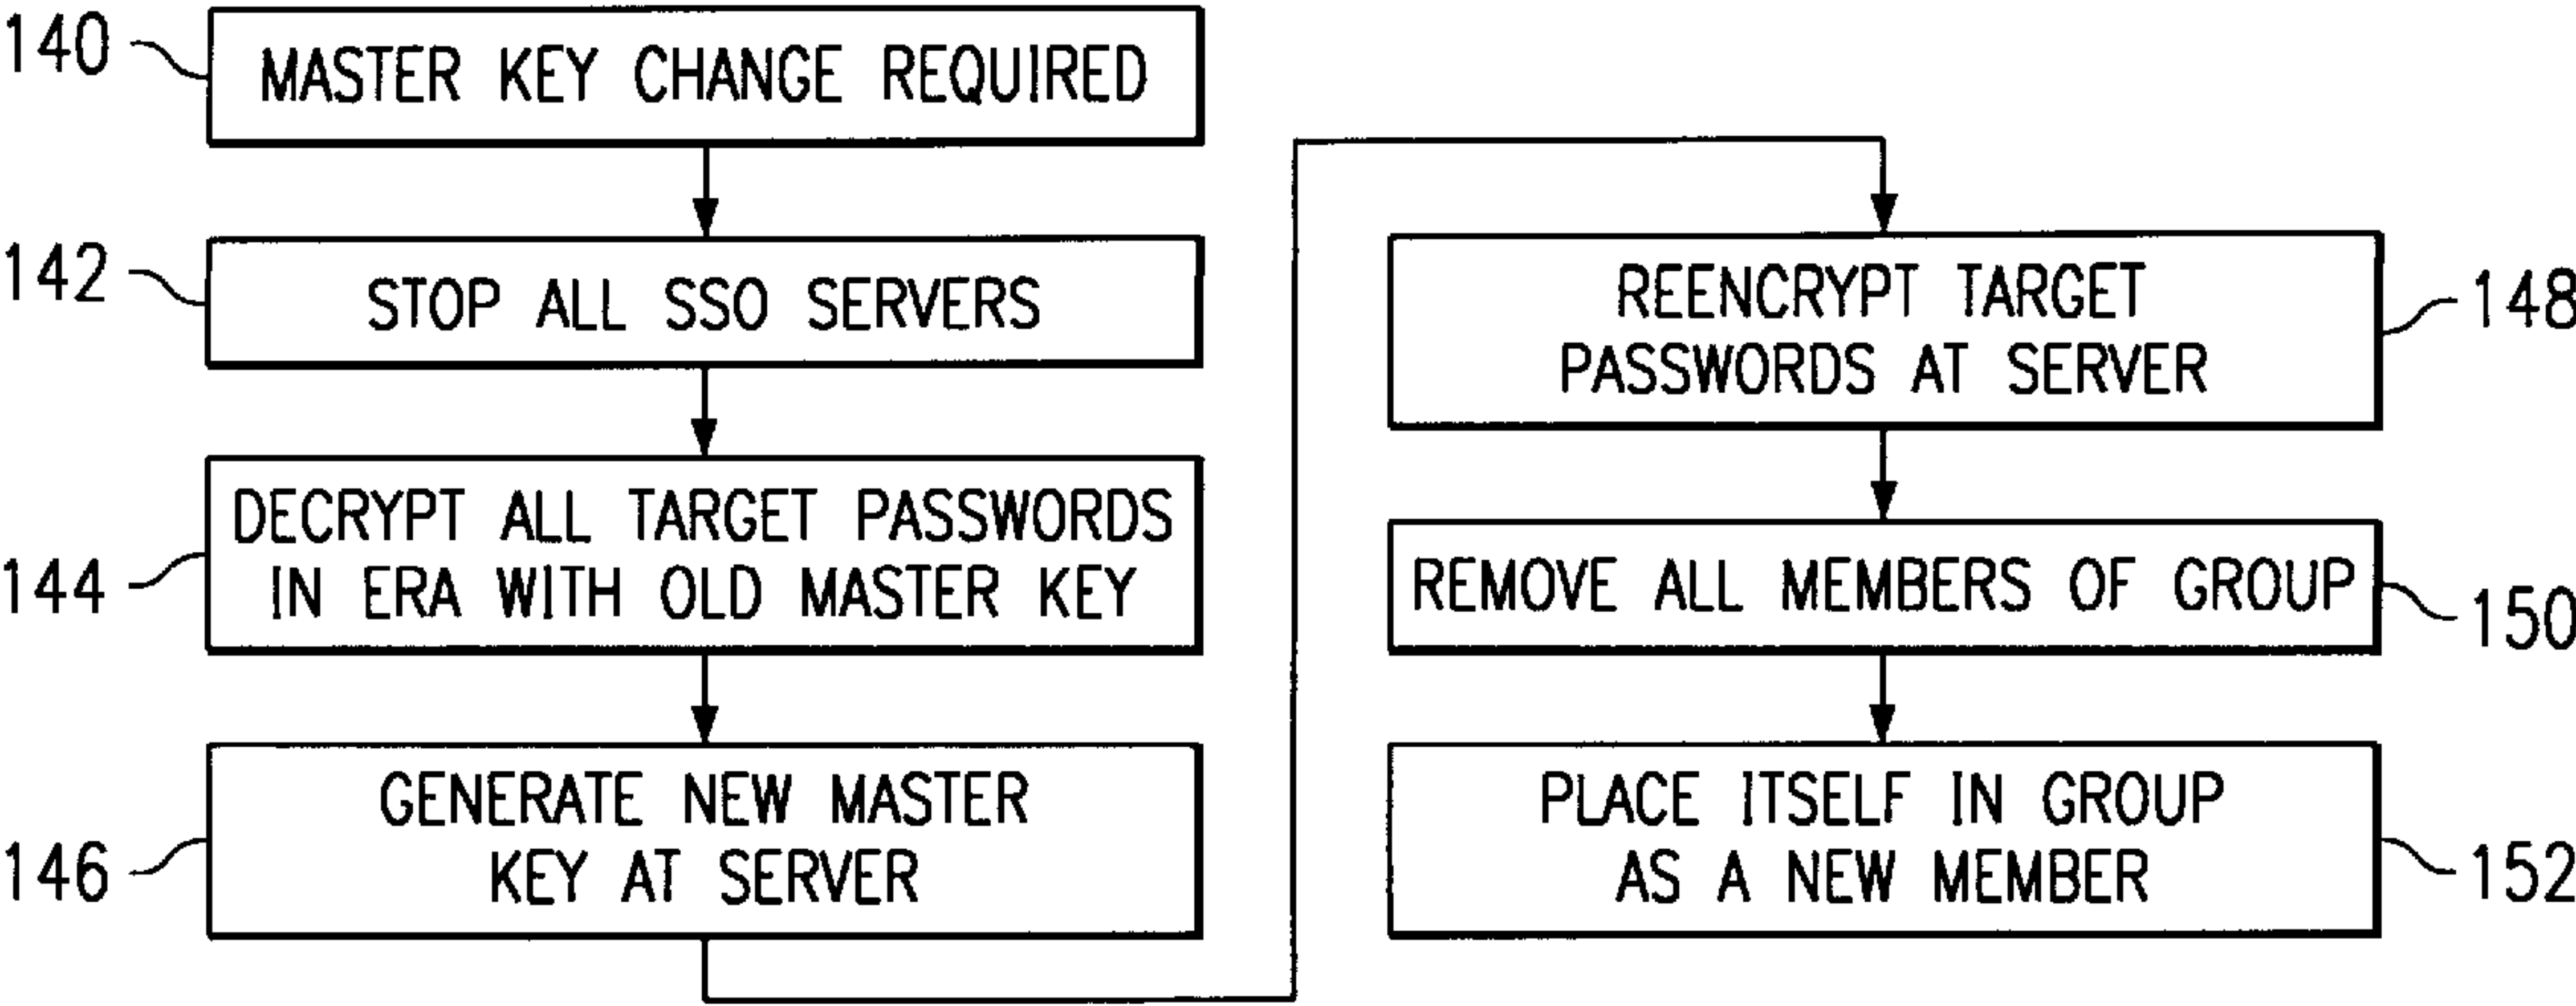 140
MASTER KEY CHANGE REQUIRED
142
STOP ALL SSO SERVERS
144
DECRYPT ALL TARGET PASSWORDS
IN ERA WITH OLD MASTER KEY
146
GENERATE NEW MASTER
KEY AT SERVER
REENCRYPT TARGET
PASSWORDS AT SERVER
148
REMOVE ALL MEMBERS OF GROUP
150
PLACE ITSELF IN GROUP
AS A NEW MEMBER
152